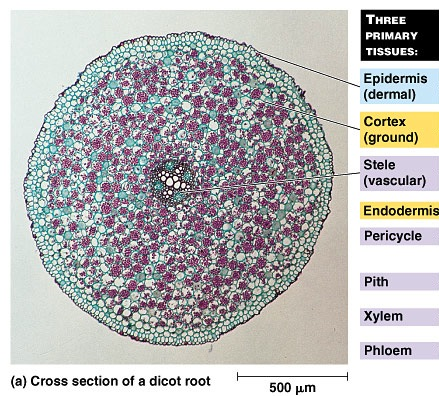 THREE
PRIMARY
TISSUES:
Epidermis
(dermal)
Cortex
(ground)
Stele
(vascular)
Endodermis
Pericycle
Pith
Xylem
Phloem
(a) Cross section of a dicot root
500 μm